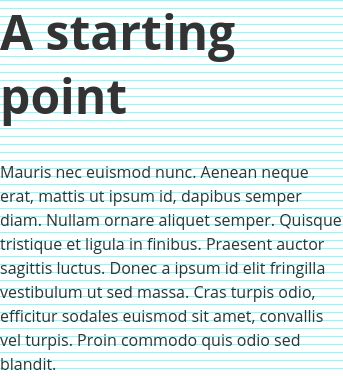 A starting
point
Mauris nec euismod nunc. Aenean neque
erat, mattis ut ipsum id, dapibus semper
diam. Nullam ornare aliquet semper. Quisque
tristique et ligula in finibus. Praesent auctor
sagittis luctus. Donec a ipsum id elit fringilla
vestibulum ut sed massa. Cras turpis odio,
efficitur sodales euismod sit amet, convallis
vel turpis. Proin commodo quis odio sed
blandit.